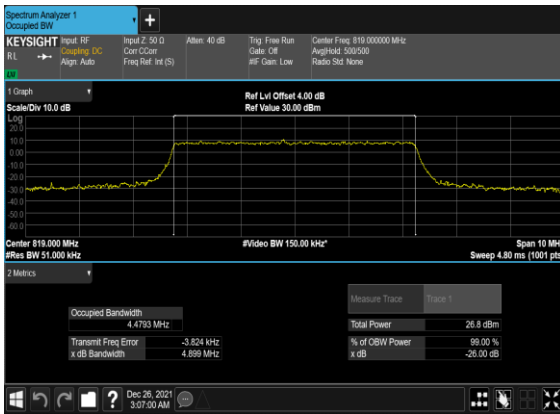 Spectrum Analyzer 1
Occupied BW
+
KEYSIGHT Input: RF Input Z: 50 Ω Atten: 40 dB Trig: Free Run Center Freq: 819.000000 MHz
RL Coupling: DC Corr CCorr Gate: Off Avg|Hold: 500/500
Align: Auto Freq Ref: Int (S) #IF Gain: Low Radio Std: None
1 Graph Ref Lvl Offset 4.00 dB
Scale/Div 10.0 dB Ref Value 30.00 dBm
Log
20.0
10.0
0.00
-10.0
-20.0
-30.0
-40.0
-50.0
-60.0
Center 819.000 MHz #Video BW 150.00 kHz* Span 10 MH
#Res BW 51.000 kHz Sweep 4.80 ms (1001 pts
2 Metrics
Measure Trace Trace 1
Occupied Bandwidth
4.4793 MHz Total Power 26.8 dBm
Transmit Freq Error -3.824 kHz % of OBW Power 99.00 %
x dB Bandwidth 4.899 MHz x dB -26.00 dB
? Dec 26, 2021
3:07:00 AM